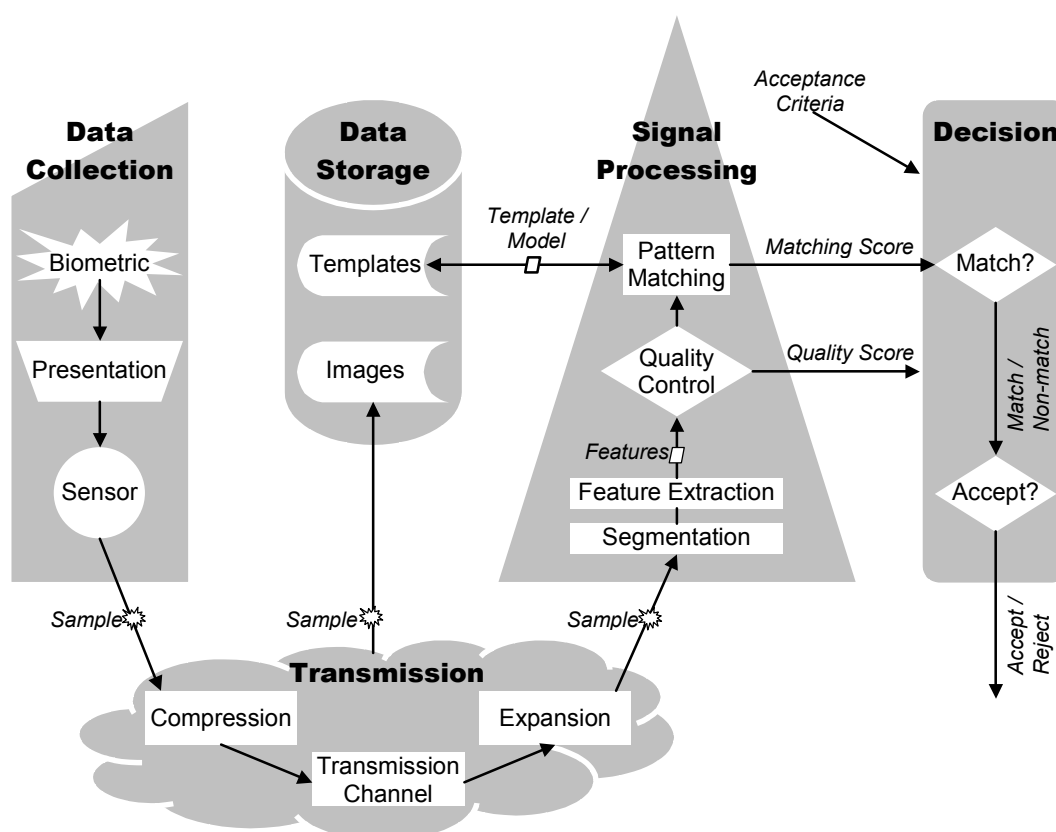 Data
Collection
Biometric
Presentation
Sensor
Sample
Data
Storage
Templates
Images
Sample
Template /
Model
Signal
Processing
Pattern
Matching
Quality
Control
Features
Feature Extraction
Segmentation
Sample
Acceptance
Criteria
Matching Score
Quality Score
Decision
Match?
Match /
Non-match
Accept?
Accept /
Reject
Transmission
Compression
Transmission
Channel
Expansion